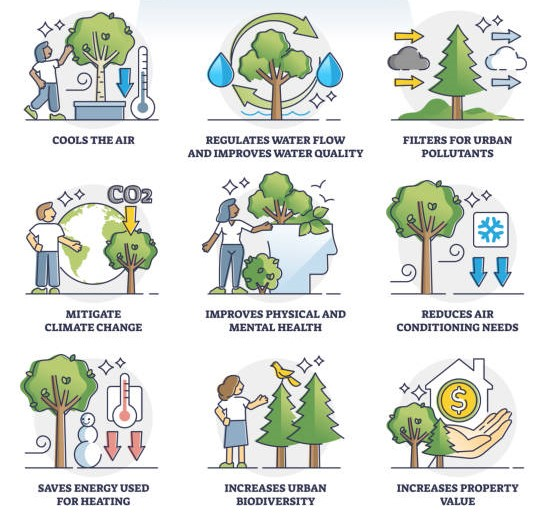 COOLS THE AIR
REGULATES WATER FLOW
AND IMPROVES WATER QUALITY
FILTERS FOR URBAN
POLLUTANTS
CO2
MITIGATE
CLIMATE CHANGE
IMPROVES PHYSICAL AND
MENTAL HEALTH
REDUCES AIR
CONDITIONING NEEDS
SAVES ENERGY USED
FOR HEATING
INCREASES URBAN
BIODIVERSITY
$
INCREASES PROPERTY
VALUE